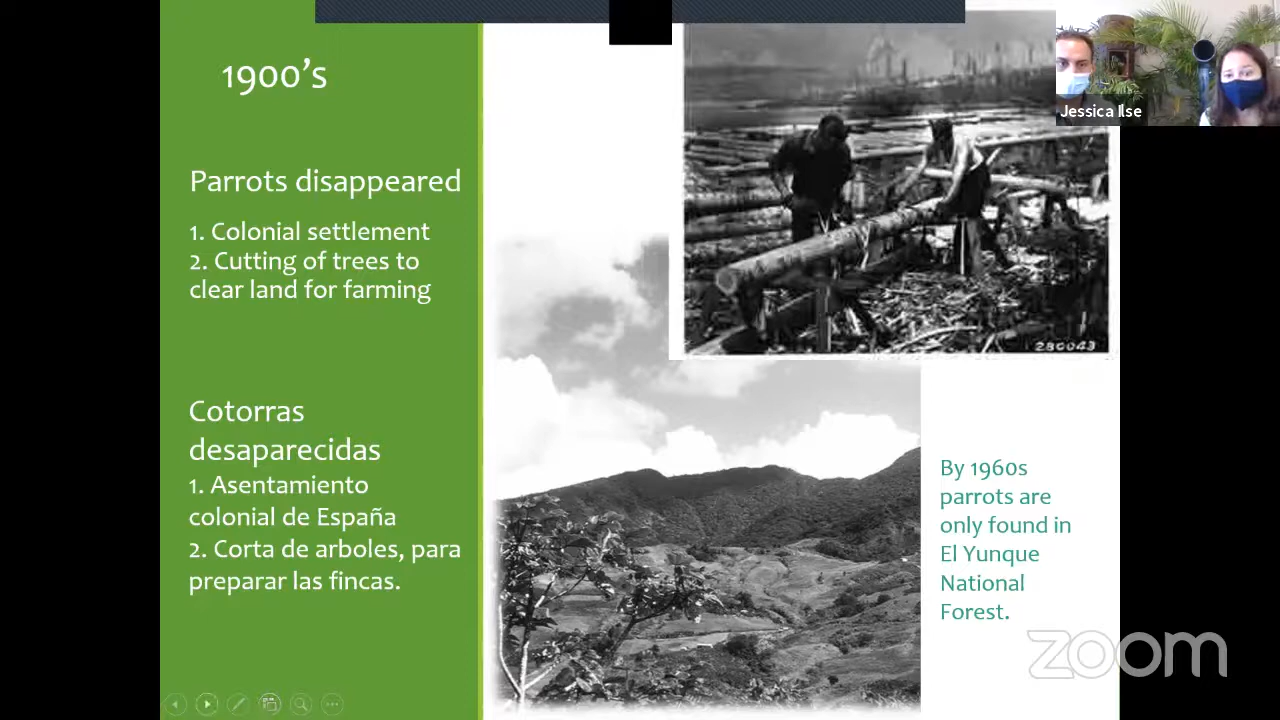 1900's
Parrots disappeared
1. Colonial settlement
2. Cutting of trees to
clear land for farming
Cotorras
desaparecidas
1. Asentamiento
colonial de España
2. Corta de arboles, para
preparar las fincas.
280043
By 1960s
parrots are
only found in
El Yunque
National
Forest.
Jessica Ilse
zoom